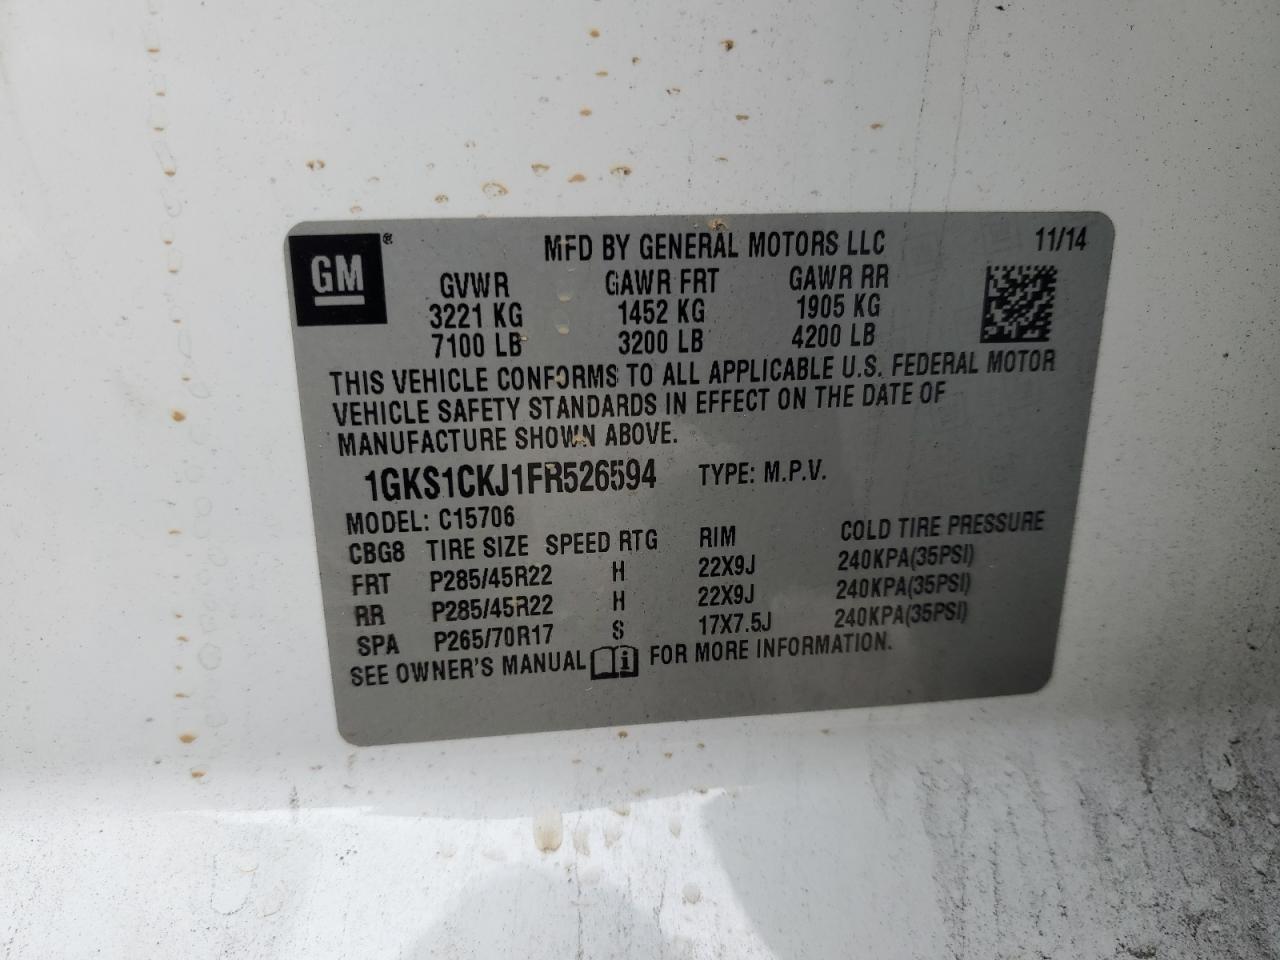 GM®
MFD BY GENERAL MOTORS LLC 11/14
GVWR GAWR FRT GAWR RR
3221 KG 1452 KG 1905 KG
7100 LB 3200 LB 4200 LB
THIS VEHICLE CONFORMS TO ALL APPLICABLE U.S. FEDERAL MOTOR
VEHICLE SAFETY STANDARDS IN EFFECT ON THE DATE OF
MANUFACTURE SHOWN ABOVE.
1GKS1CKJ1FR526594 TYPE: M.P.V.
MODEL: C15706
CBG8 TIRE SIZE SPEED RTG RIM COLD TIRE PRESSURE
FRT P285/45R22 H 22X9J 240KPA(35PSI)
RR P285/45R22 H 22X9J 240KPA(35PSI)
SPA P265/70R17 S 17X7.5J 240KPA(35PSI)
SEE OWNER'S MANUAL i FOR MORE INFORMATION.